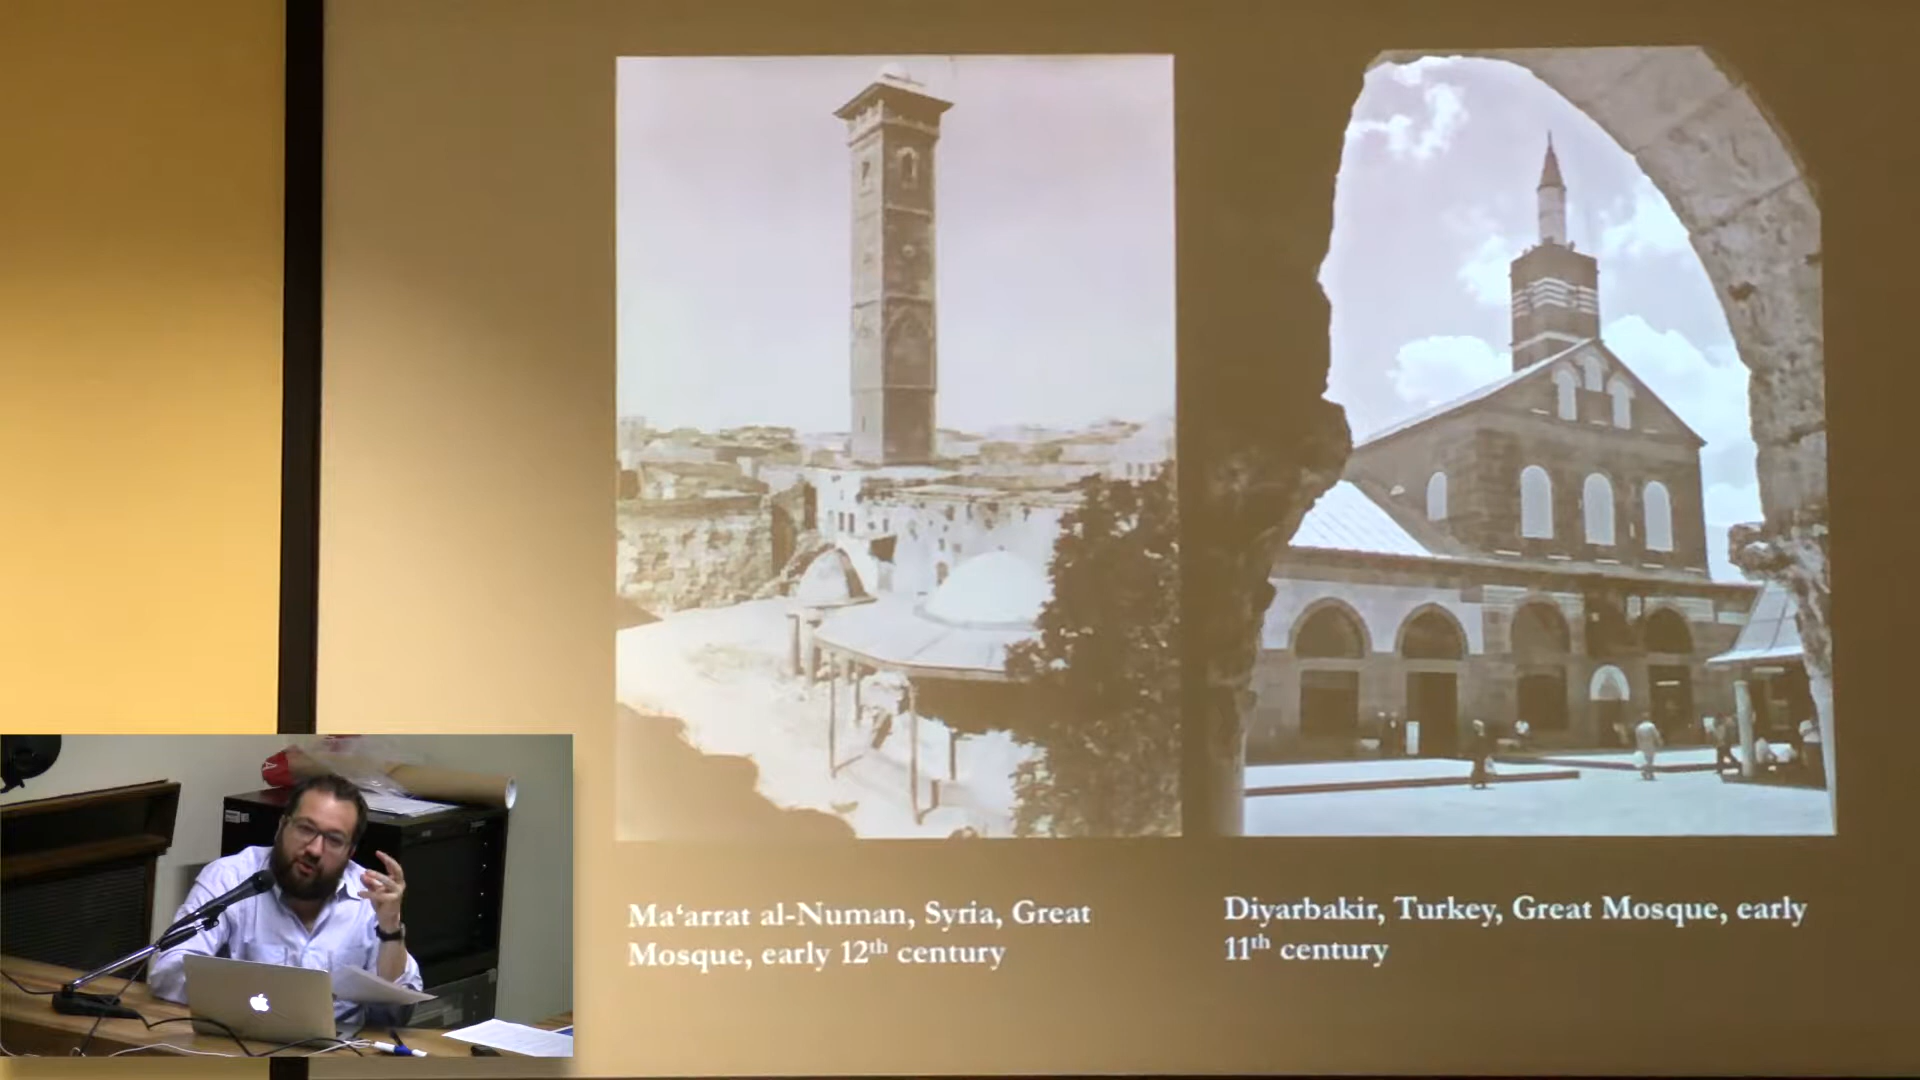 Ma‘arrat al-Numan, Syria, Great
Mosque, early 12th century
Diyarbakir, Turkey, Great Mosque, early
11th century